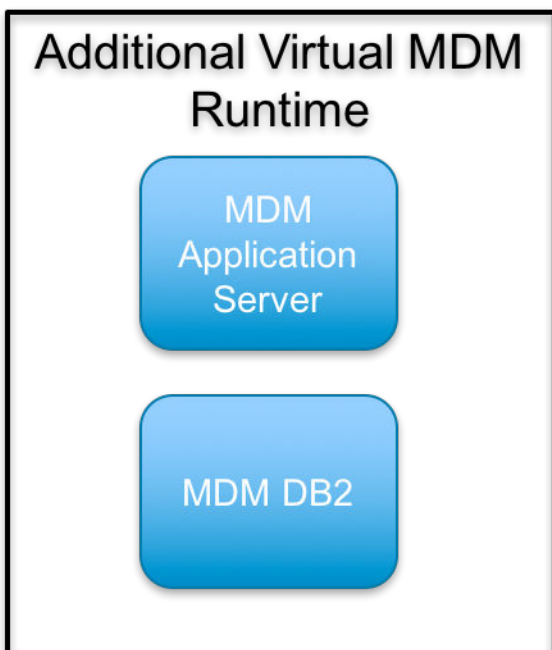 Additional Virtual MDM
Runtime
MDM
Application
Server
MDM DB2